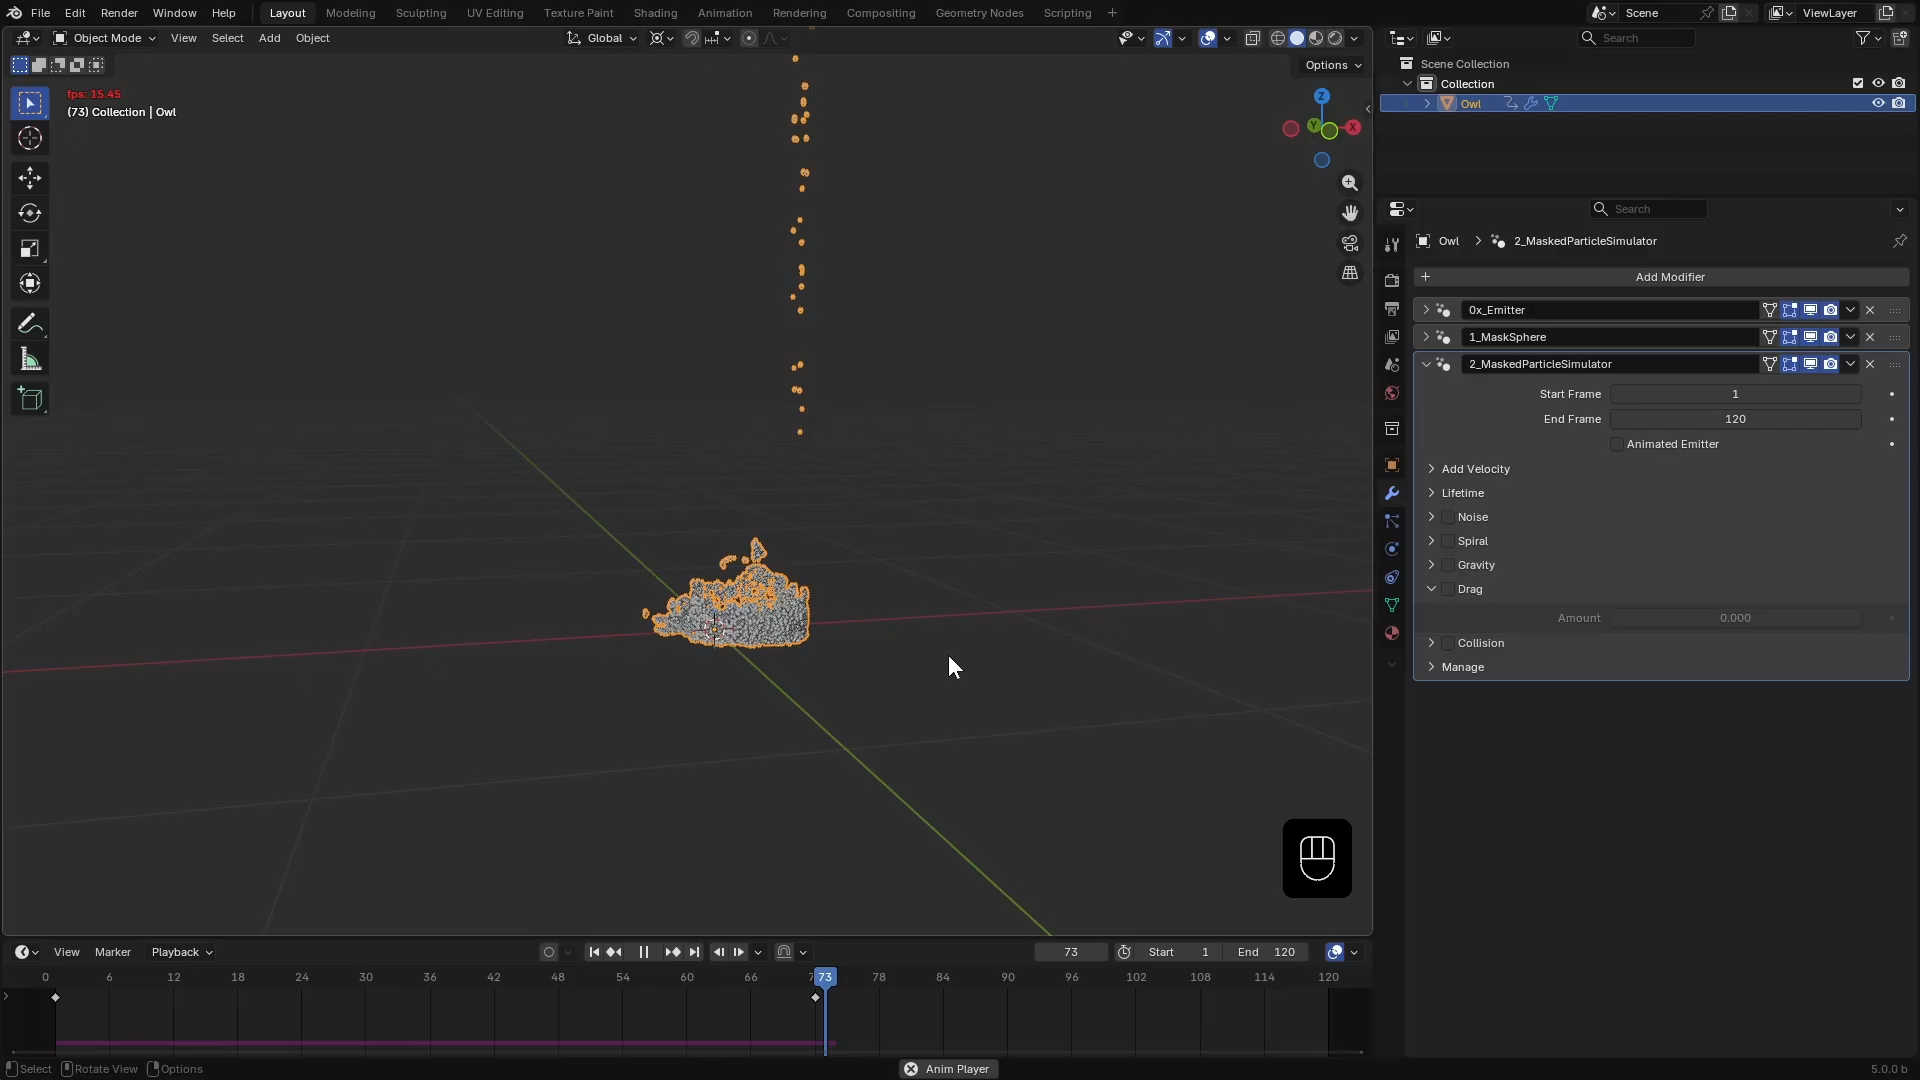 File Edit Render Window Help Layout Modeling Sculpting UV Editing Texture Paint Shading Animation Rendering Compositing Geometry Nodes Scripting + Scene ViewLayer
Object Mode View Select Add Object Global Search
Options
Scene Collection
Collection
Owl
fps: 15.45
(73) Collection | Owl
Z
Y
X
Search
Owl 2_MaskedParticleSimulator
Add Modifier
0x_Emitter
1_MaskSphere
2_MaskedParticleSimulator
Start Frame 1
End Frame 120
Animated Emitter
Add Velocity
Lifetime
Noise
Spiral
Gravity
Drag
Amount 0.000
Collision
Manage
View Marker Playback 73 Start 1 End 120
0 6 12 18 24 30 36 42 48 54 60 66 73 78 84 90 96 102 108 114 120
Select Rotate View Options Anim Player 5.0.0 b